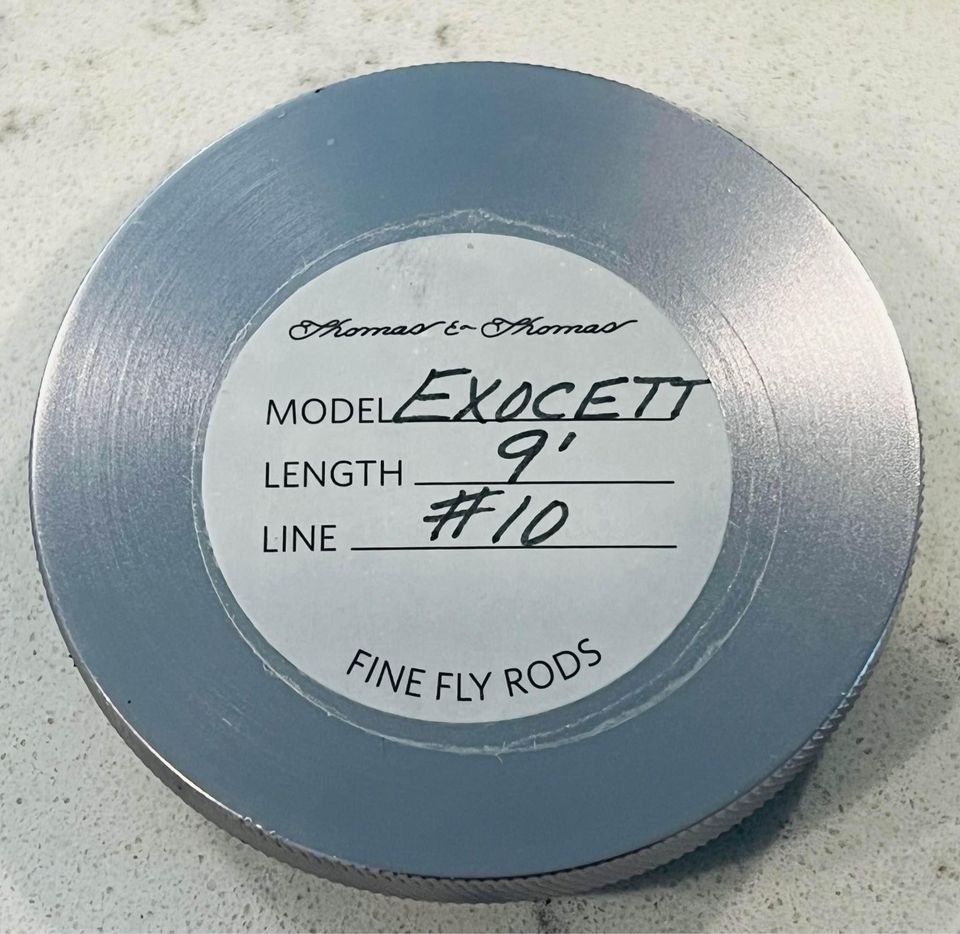 Thomas & Thomas
MODEL EXOCETT
LENGTH 9'
LINE #10
FINE FLY RODS